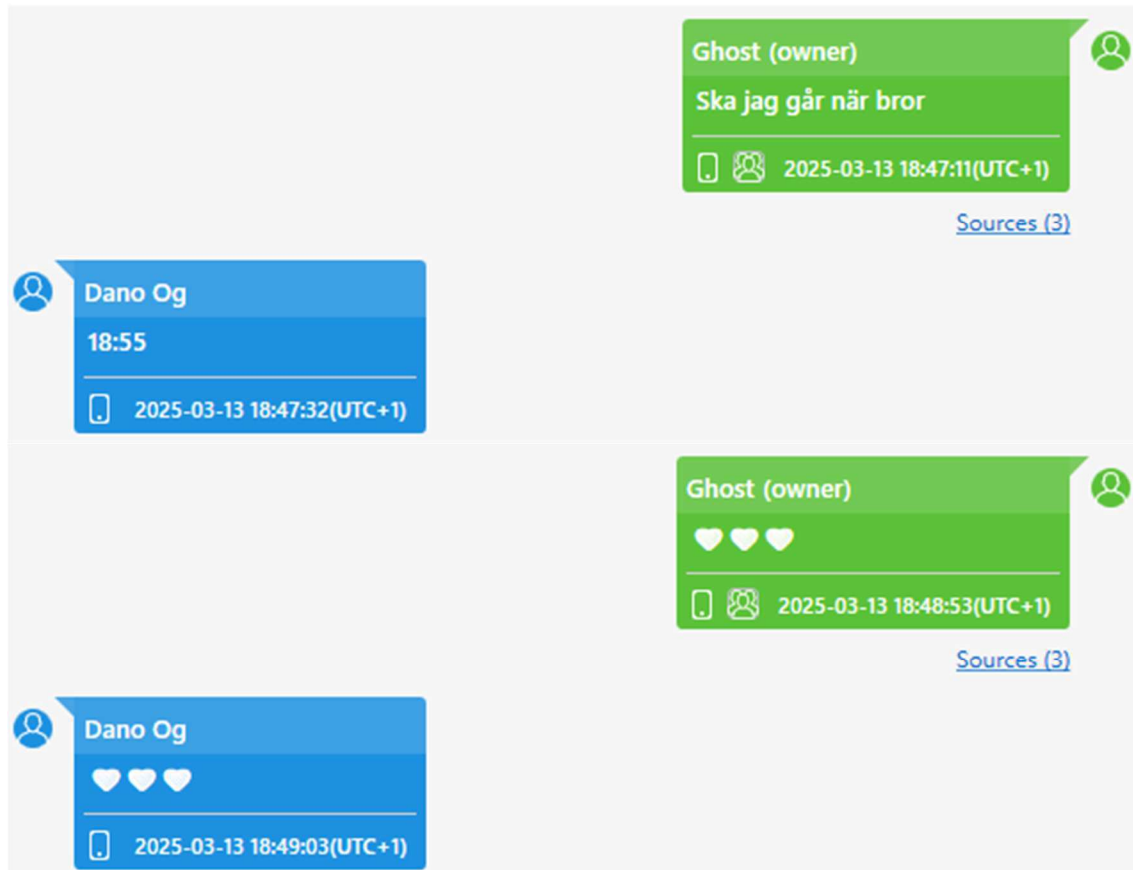 Ghost (owner)
Ska jag går när bror
2025-03-13 18:47:11(UTC+1)
Sources (3)
Dano Og
18:55
2025-03-13 18:47:32(UTC+1)
Ghost (owner)
🤍🤍🤍
2025-03-13 18:48:53(UTC+1)
Sources (3)
Dano Og
🤍🤍🤍
2025-03-13 18:49:03(UTC+1)